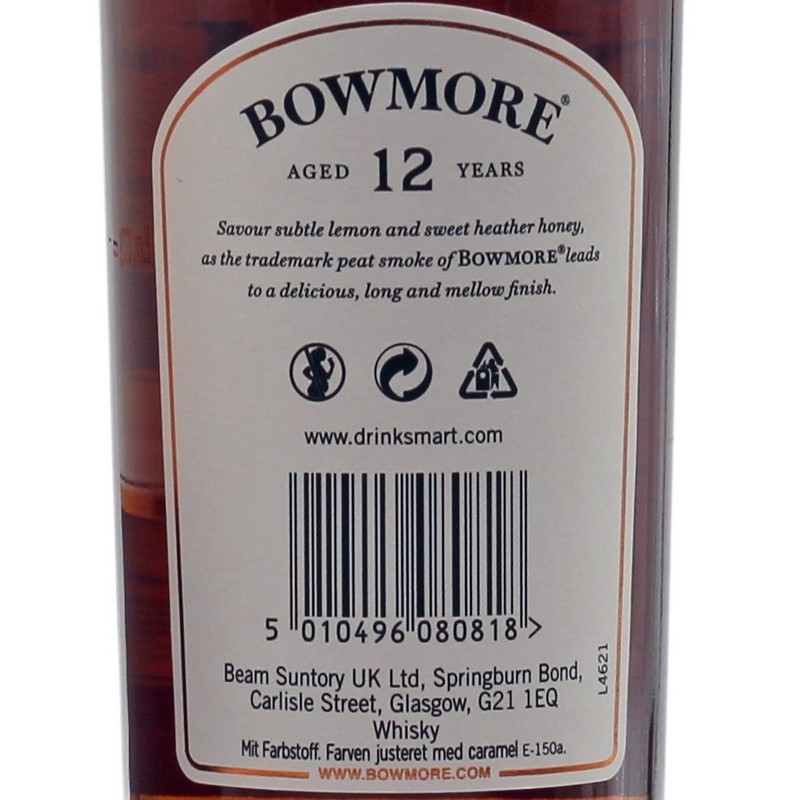 BOWMORE®
AGED 12 YEARS
Savour subtle lemon and sweet heather honey,
as the trademark peat smoke of BOWMORE® leads
to a delicious, long and mellow finish.
www.drinksmart.com
5 010496 080818 >
Beam Suntory UK Ltd, Springburn Bond,
Carlisle Street, Glasgow, G21 1EQ
Whisky
Mit Farbstoff. Farven justeret med caramel E-150a.
WWW.BOWMORE.COM
L4621